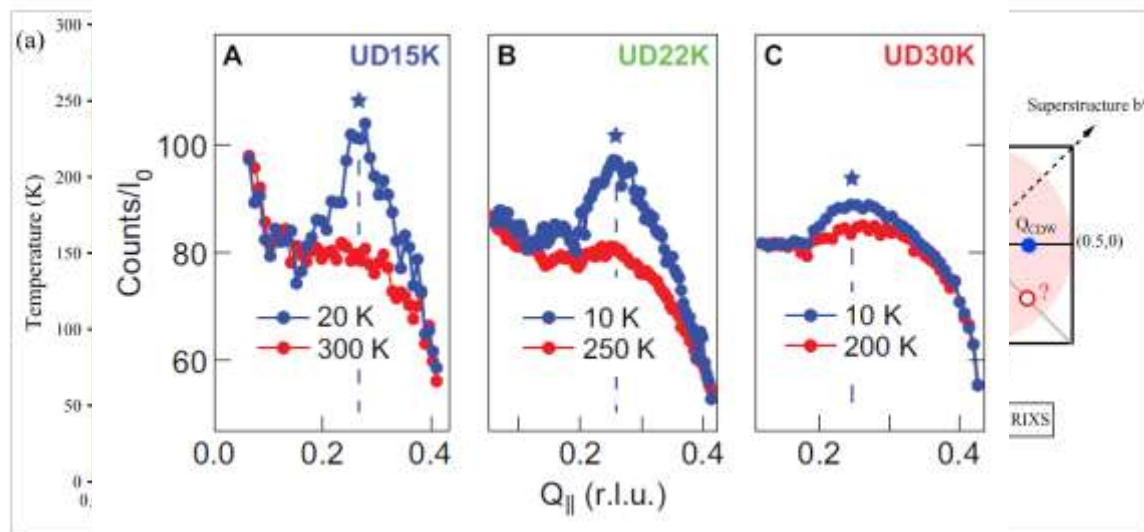 (a)
Temperature (K)
300
250
200
150
100
50
0
0.
A
UD15K
B
UD22K
C
UD30K
Counts/I0
100
80
60
20 K
300 K
10 K
250 K
10 K
200 K
0.0
0.2
0.4
0.2
0.4
0.2
0.4
Q|| (r.l.u.)
Superstructure b*
QCDW
(0.5,0)
?
RIXS